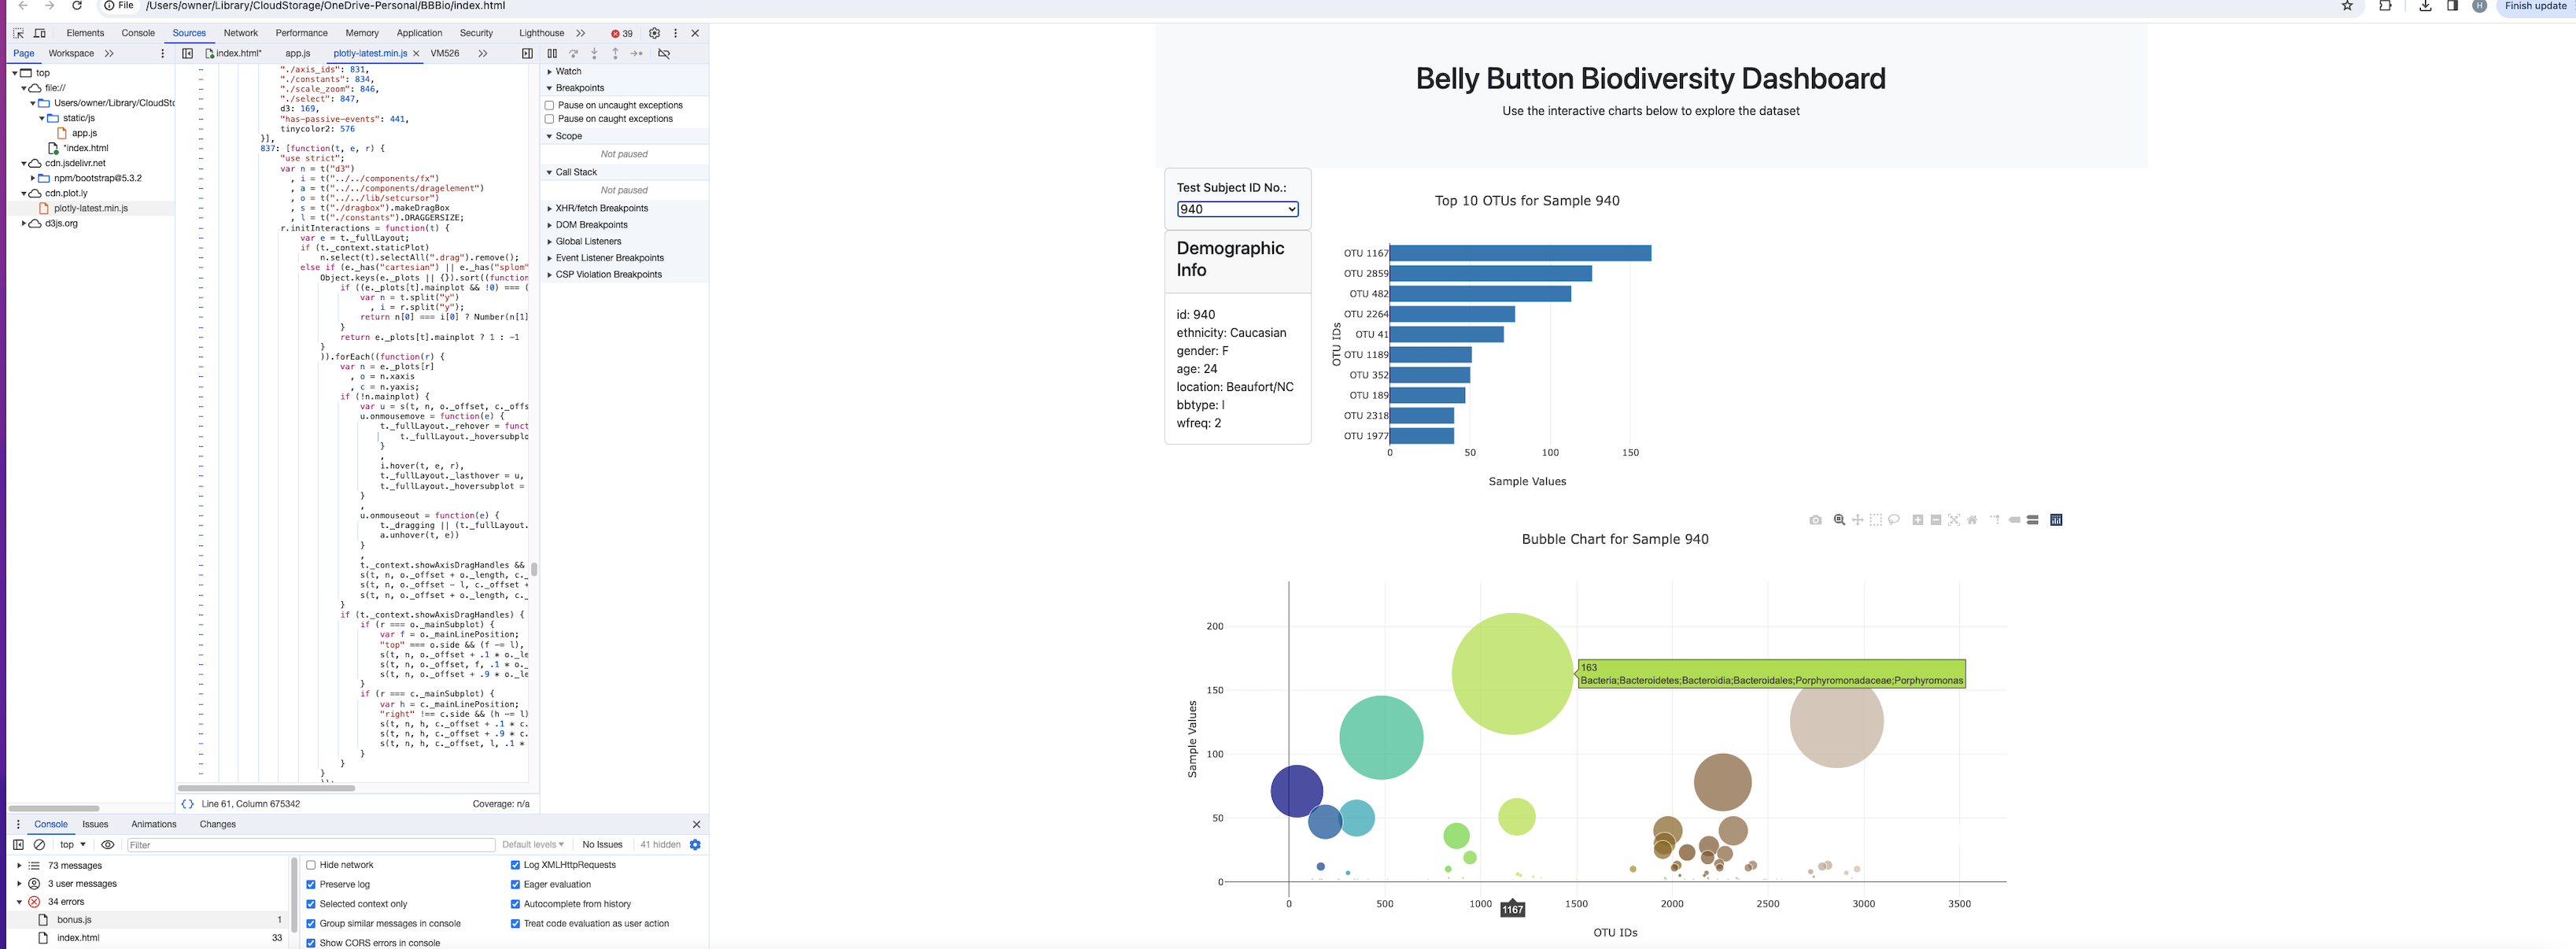 File /Users/owner/Library/CloudStorage/OneDrive-Personal/BBBio/index.html
H Finish update
Elements Console Sources Network Performance Memory Application Security Lighthouse 39
Page Workspace index.html* app.js plotly-latest.min.js VM526
top
file://
Users/owner/Library/CloudSto
static/js
app.js
*index.html
cdn.jsdelivr.net
npm/bootstrap@5.3.2
cdn.plot.ly
plotly-latest.min.js
d3js.org
"./axis_ids": 831,
"./constants": 834,
"./scale_zoom": 846,
"./select": 847,
d3: 169,
"has-passive-events": 441,
tinycolor2: 576
}],
837: [function(t, e, r) {
"use strict";
var n = t("d3")
, i = t("../../components/fx")
, a = t("../../components/dragelement")
, o = t("../../lib/setcursor")
, s = t("./dragbox").makeDragBox
, l = t("./constants").DRAGGERSIZE;
r.initInteractions = function(t) {
var e = t._fullLayout;
if (t._context.staticPlot)
n.select(t).selectAll(".drag").remove();
else if (e._has("cartesian") || e._has("splom"
Object.keys(e._plots || {}).sort((function
if ((e._plots[t].mainplot && !0) === (
var n = t.split("y")
, i = r.split("y");
return n[0] === i[0] ? Number(n[1]
}
return e._plots[t].mainplot ? 1 : -1
}
)).forEach((function(r) {
var n = e._plots[r]
, o = n.xaxis
, c = n.yaxis;
if (!n.mainplot) {
var u = s(t, n, o._offset, c._offs
u.onmousemove = function(e) {
t._fullLayout._rehover = funct
t._fullLayout._hoversubplo
}
,
i.hover(t, e, r),
t._fullLayout._lasthover = u,
t._fullLayout._hoversubplot =
}
,
u.onmouseout = function(e) {
t._dragging || (t._fullLayout.
a.unhover(t, e))
}
,
t._context.showAxisDragHandles &&
s(t, n, o._offset + o._length, c._
s(t, n, o._offset - l, c._offset +
s(t, n, o._offset + o._length, c._
}
if (t._context.showAxisDragHandles) {
if (r === o._mainSubplot) {
var f = o._mainLinePosition;
"top" === o.side && (f -= l),
s(t, n, o._offset + .1 * o._le
s(t, n, o._offset, f, .1 * o._
s(t, n, o._offset + .9 * o._le
}
if (r === c._mainSubplot) {
var h = c._mainLinePosition;
"right" !== c.side && (h -= l)
s(t, n, h, c._offset + .1 * c.
s(t, n, h, c._offset + .9 * c.
s(t, n, h, c._offset, l, .1 *
}
}
}
Line 61, Column 675342 Coverage: n/a
Watch
Breakpoints
Pause on uncaught exceptions
Pause on caught exceptions
Scope
Not paused
Call Stack
Not paused
XHR/fetch Breakpoints
DOM Breakpoints
Global Listeners
Event Listener Breakpoints
CSP Violation Breakpoints
Console Issues Animations Changes
top Filter Default levels No Issues 41 hidden
73 messages
3 user messages
34 errors
bonus.js 1
index.html 33
Hide network Log XMLHttpRequests
Preserve log Eager evaluation
Selected context only Autocomplete from history
Group similar messages in console Treat code evaluation as user action
Show CORS errors in console
Belly Button Biodiversity Dashboard
Use the interactive charts below to explore the dataset
Test Subject ID No.:
940
Demographic
Info
id: 940
ethnicity: Caucasian
gender: F
age: 24
location: Beaufort/NC
bbtype: I
wfreq: 2
Top 10 OTUs for Sample 940
OTU IDs
OTU 1167
OTU 2859
OTU 482
OTU 2264
OTU 41
OTU 1189
OTU 352
OTU 189
OTU 2318
OTU 1977
0 50 100 150
Sample Values
Bubble Chart for Sample 940
Sample Values
200
150
100
50
0
163
Bacteria;Bacteroidetes;Bacteroidia;Bacteroidales;Porphyromonadaceae;Porphyromonas
0 500 1000 1500 2000 2500 3000 3500
1167
OTU IDs